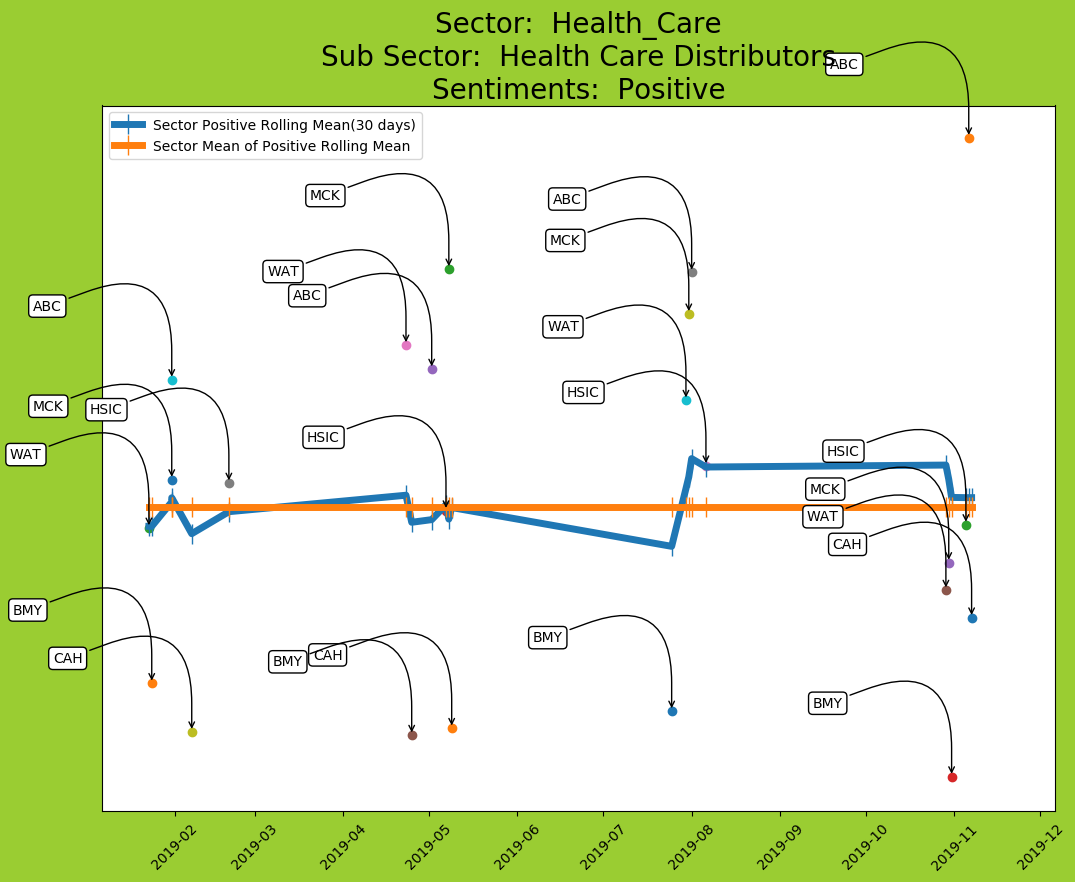 Sector:  Health_Care
Sub Sector:  Health Care Distributors
Sentiments:  Positive
ABC
Sector Positive Rolling Mean(30 days)
Sector Mean of Positive Rolling Mean
MCK
ABC
MCK
WAT
ABC
ABC
WAT
HSIC
MCK
HSIC
HSIC
HSIC
WAT
MCK
WAT
CAH
BMY
BMY
CAH
CAH
BMY
BMY
2019-02
2019-03
2019-04
2019-05
2019-06
2019-07
2019-08
2019-09
2019-10
2019-11
2019-12